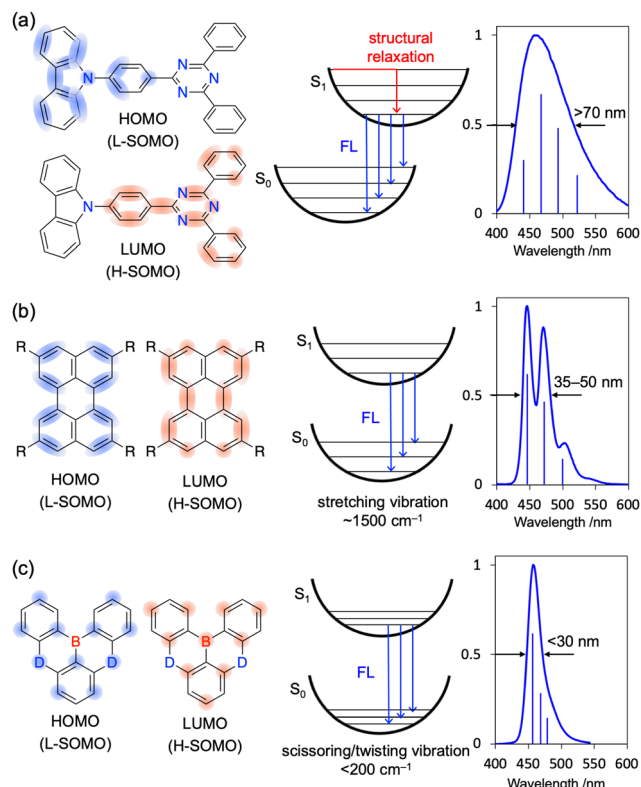 (a)
N
N
N
N
HOMO
(L-SOMO)
N
N
N
N
LUMO
(H-SOMO)
structural
relaxation
S1
FL
S0
1
0.5
>70 nm
0
400 450 500 550 600
Wavelength /nm
(b)
R R
R R
HOMO
(L-SOMO)
R R
R R
LUMO
(H-SOMO)
S1
FL
S0
stretching vibration
~1500 cm⁻¹
1
0.5
35–50 nm
0
400 450 500 550 600
Wavelength/nm
(c)
B
D D
HOMO
(L-SOMO)
B
D D
LUMO
(H-SOMO)
S1
FL
S0
scissoring/twisting vibration
<200 cm⁻¹
1
0.5
<30 nm
0
400 450 500 550 600
Wavelength /nm